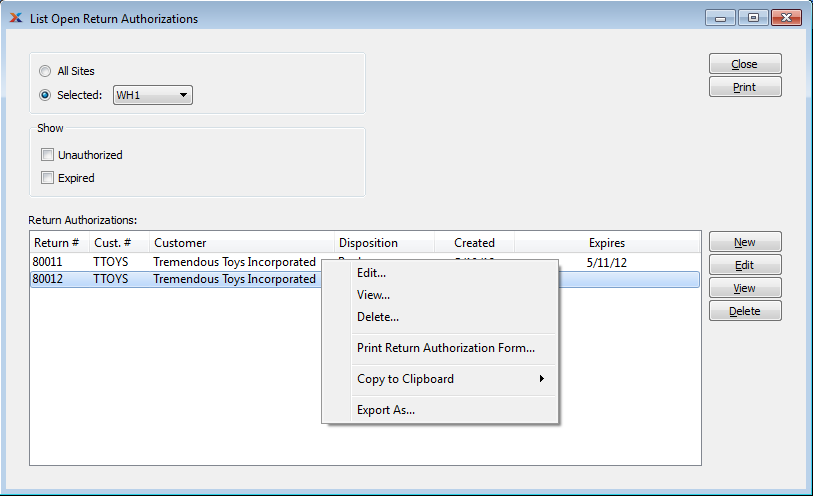 List Open Return Authorizations
All Sites
Selected: WH1
Close
Print
Show
Unauthorized
Expired
Return Authorizations:
Return # Cust. # Customer Disposition Created Expires
80011 TTOYS Tremendous Toys Incorporated 5/11/12
80012 TTOYS Tremendous Toys Incorporated
New
Edit
View
Delete
Edit...
View...
Delete...
Print Return Authorization Form...
Copy to Clipboard
Export As...